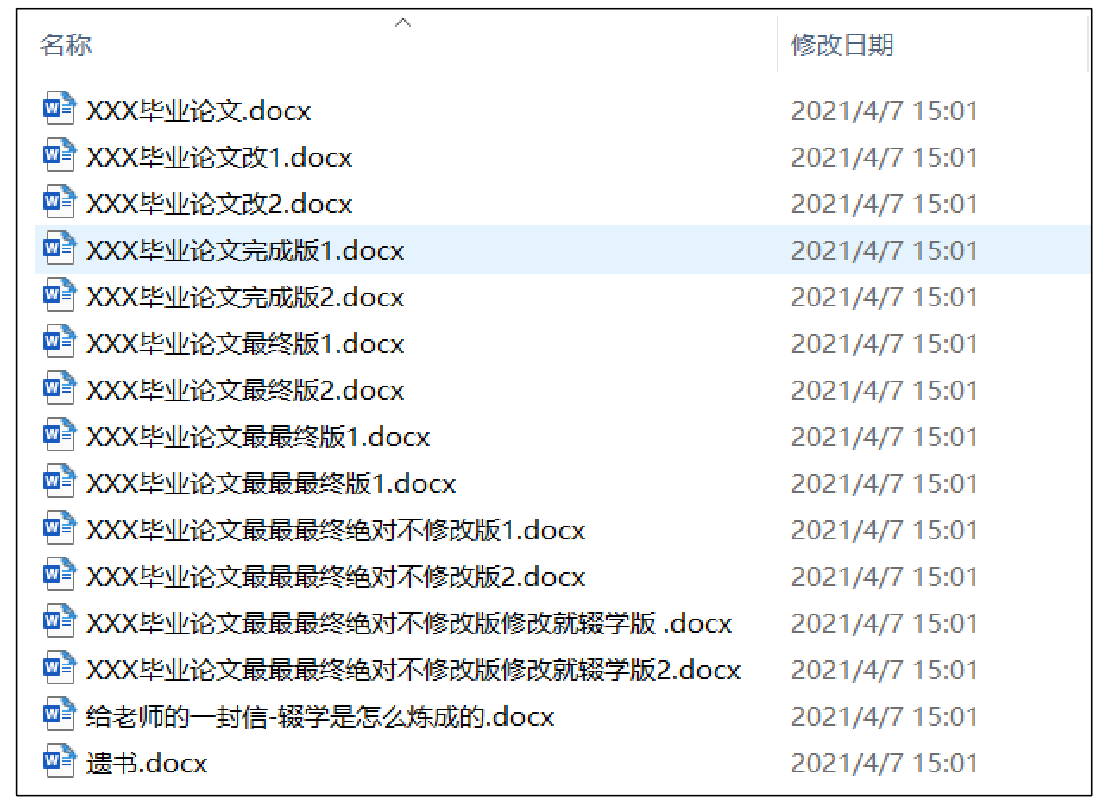 名称 修改日期
XXX毕业论文.docx 2021/4/7 15:01
XXX毕业论文改1.docx 2021/4/7 15:01
XXX毕业论文改2.docx 2021/4/7 15:01
XXX毕业论文完成版1.docx 2021/4/7 15:01
XXX毕业论文完成版2.docx 2021/4/7 15:01
XXX毕业论文最终版1.docx 2021/4/7 15:01
XXX毕业论文最终版2.docx 2021/4/7 15:01
XXX毕业论文最最终版1.docx 2021/4/7 15:01
XXX毕业论文最最最终版1.docx 2021/4/7 15:01
XXX毕业论文最最最终绝对不修改版1.docx 2021/4/7 15:01
XXX毕业论文最最最终绝对不修改版2.docx 2021/4/7 15:01
XXX毕业论文最最最终绝对不修改版修改就辍学版 .docx 2021/4/7 15:01
XXX毕业论文最最最终绝对不修改版修改就辍学版2.docx 2021/4/7 15:01
给老师的一封信-辍学是怎么炼成的.docx 2021/4/7 15:01
遗书.docx 2021/4/7 15:01